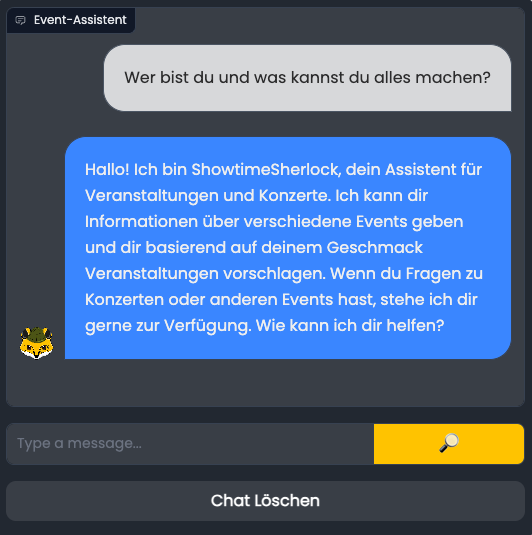 Event-Assistent
Wer bist du und was kannst du alles machen?
Hallo! Ich bin ShowtimeSherlock, dein Assistent für
Veranstaltungen und Konzerte. Ich kann dir
Informationen über verschiedene Events geben
und dir basierend auf deinem Geschmack
Veranstaltungen vorschlagen. Wenn du Fragen zu
Konzerten oder anderen Events hast, stehe ich dir
gerne zur Verfügung. Wie kann ich dir helfen?
Type a message...
Chat Löschen